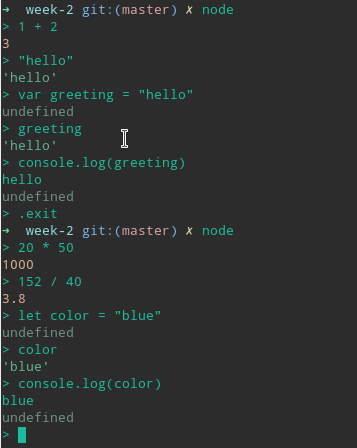 ➜ week-2 git:(master) ✗ node
> 1 + 2
3
> "hello"
'hello'
> var greeting = "hello"
undefined
> greeting
'hello'
> console.log(greeting)
hello
undefined
> .exit
➜ week-2 git:(master) ✗ node
> 20 * 50
1000
> 152 / 40
3.8
> let color = "blue"
undefined
> color
'blue'
> console.log(color)
blue
undefined
>